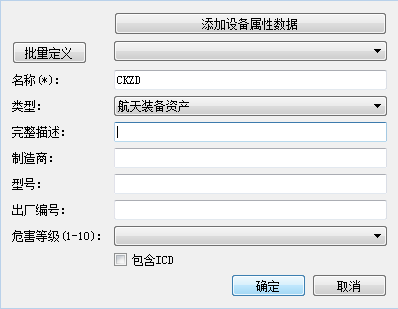 添加设备属性数据
批量定义
名称(*): CKZD
类型: 航天装备资产
完整描述:
制造商:
型号:
出厂编号:
危害等级(1-10):
包含ICD
确定 取消